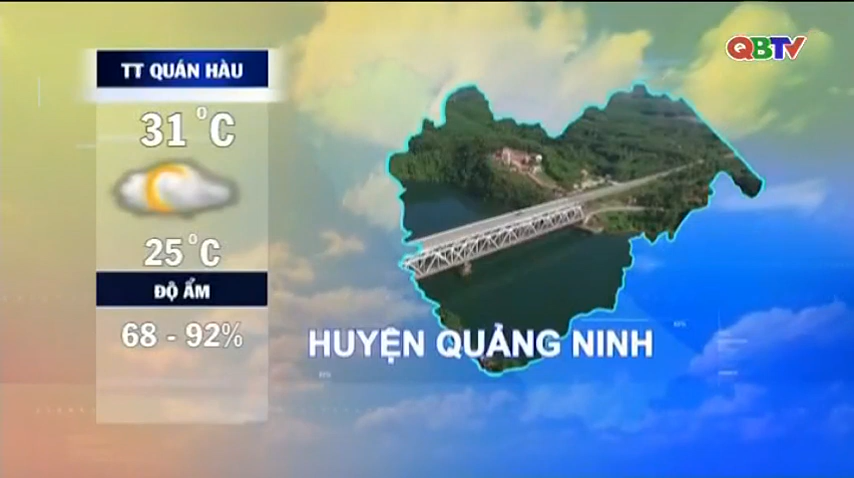 QBTV
TT QUÁN HÀU
31°C
25°C
ĐỘ ẨM
68 - 92%
HUYỆN QUẢNG NINH